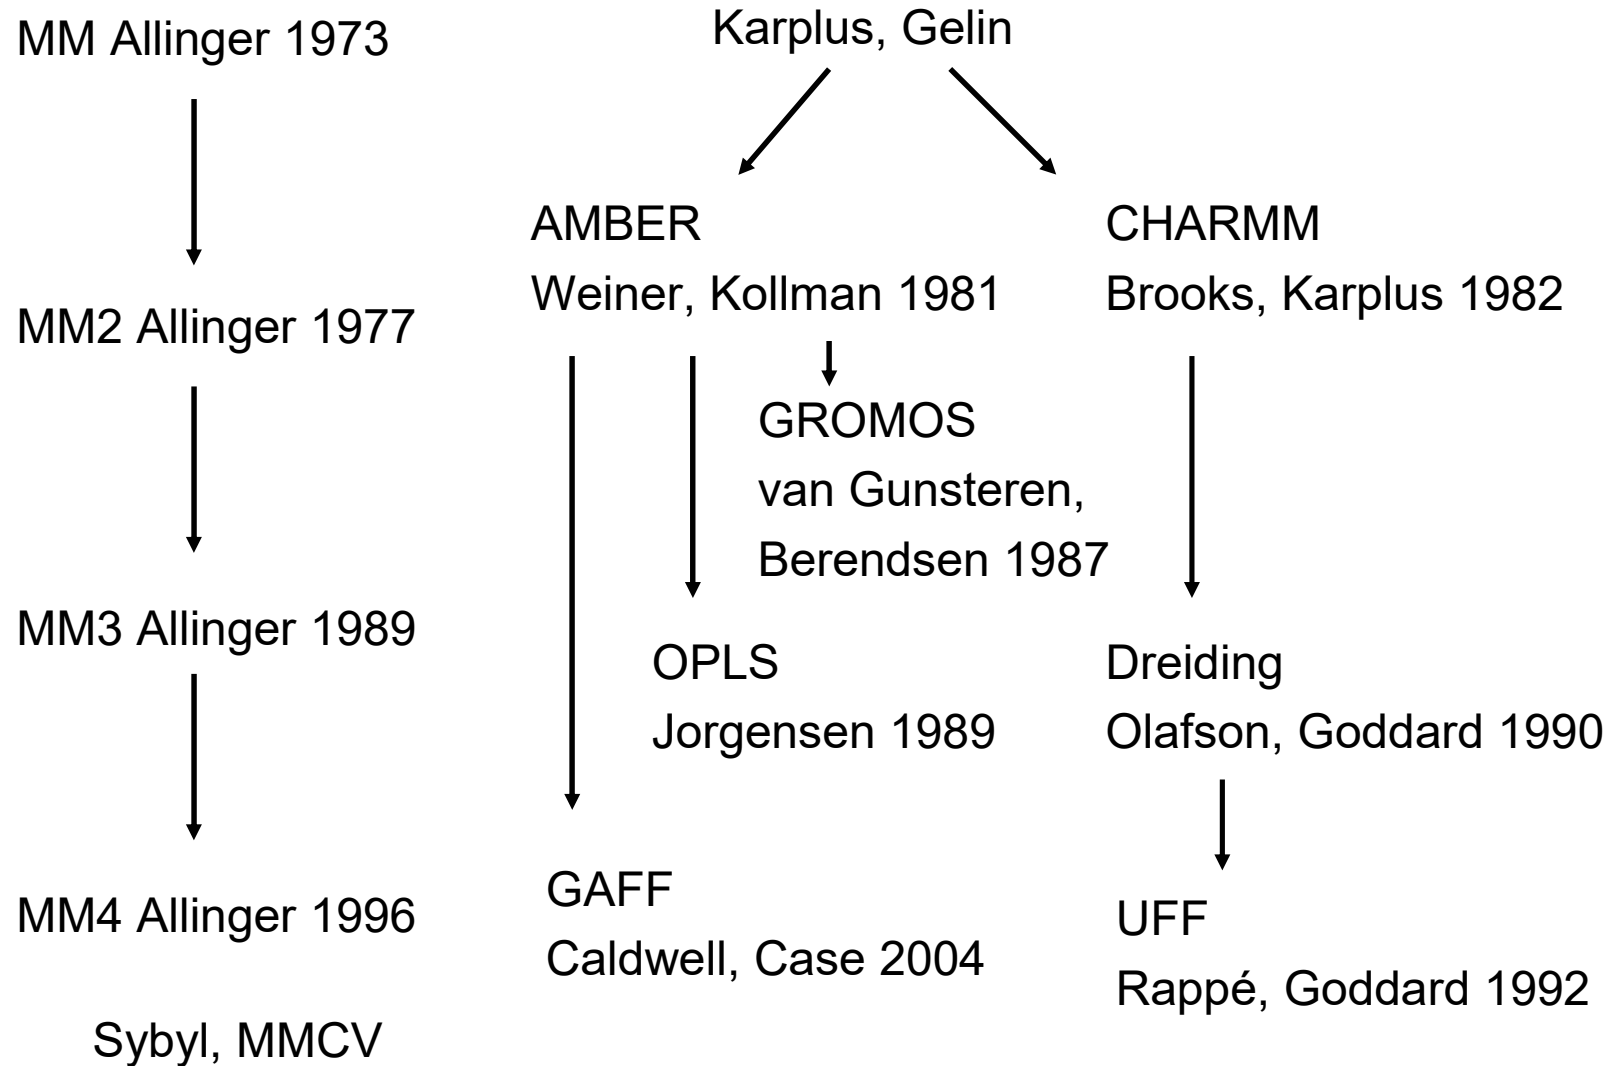 MM Allinger 1973
MM2 Allinger 1977
MM3 Allinger 1989
MM4 Allinger 1996
Sybyl, MMCV
Karplus, Gelin
AMBER
Weiner, Kollman 1981
GROMOS
van Gunsteren,
Berendsen 1987
OPLS
Jorgensen 1989
GAFF
Caldwell, Case 2004
CHARMM
Brooks, Karplus 1982
Dreiding
Olafson, Goddard 1990
UFF
Rappé, Goddard 1992